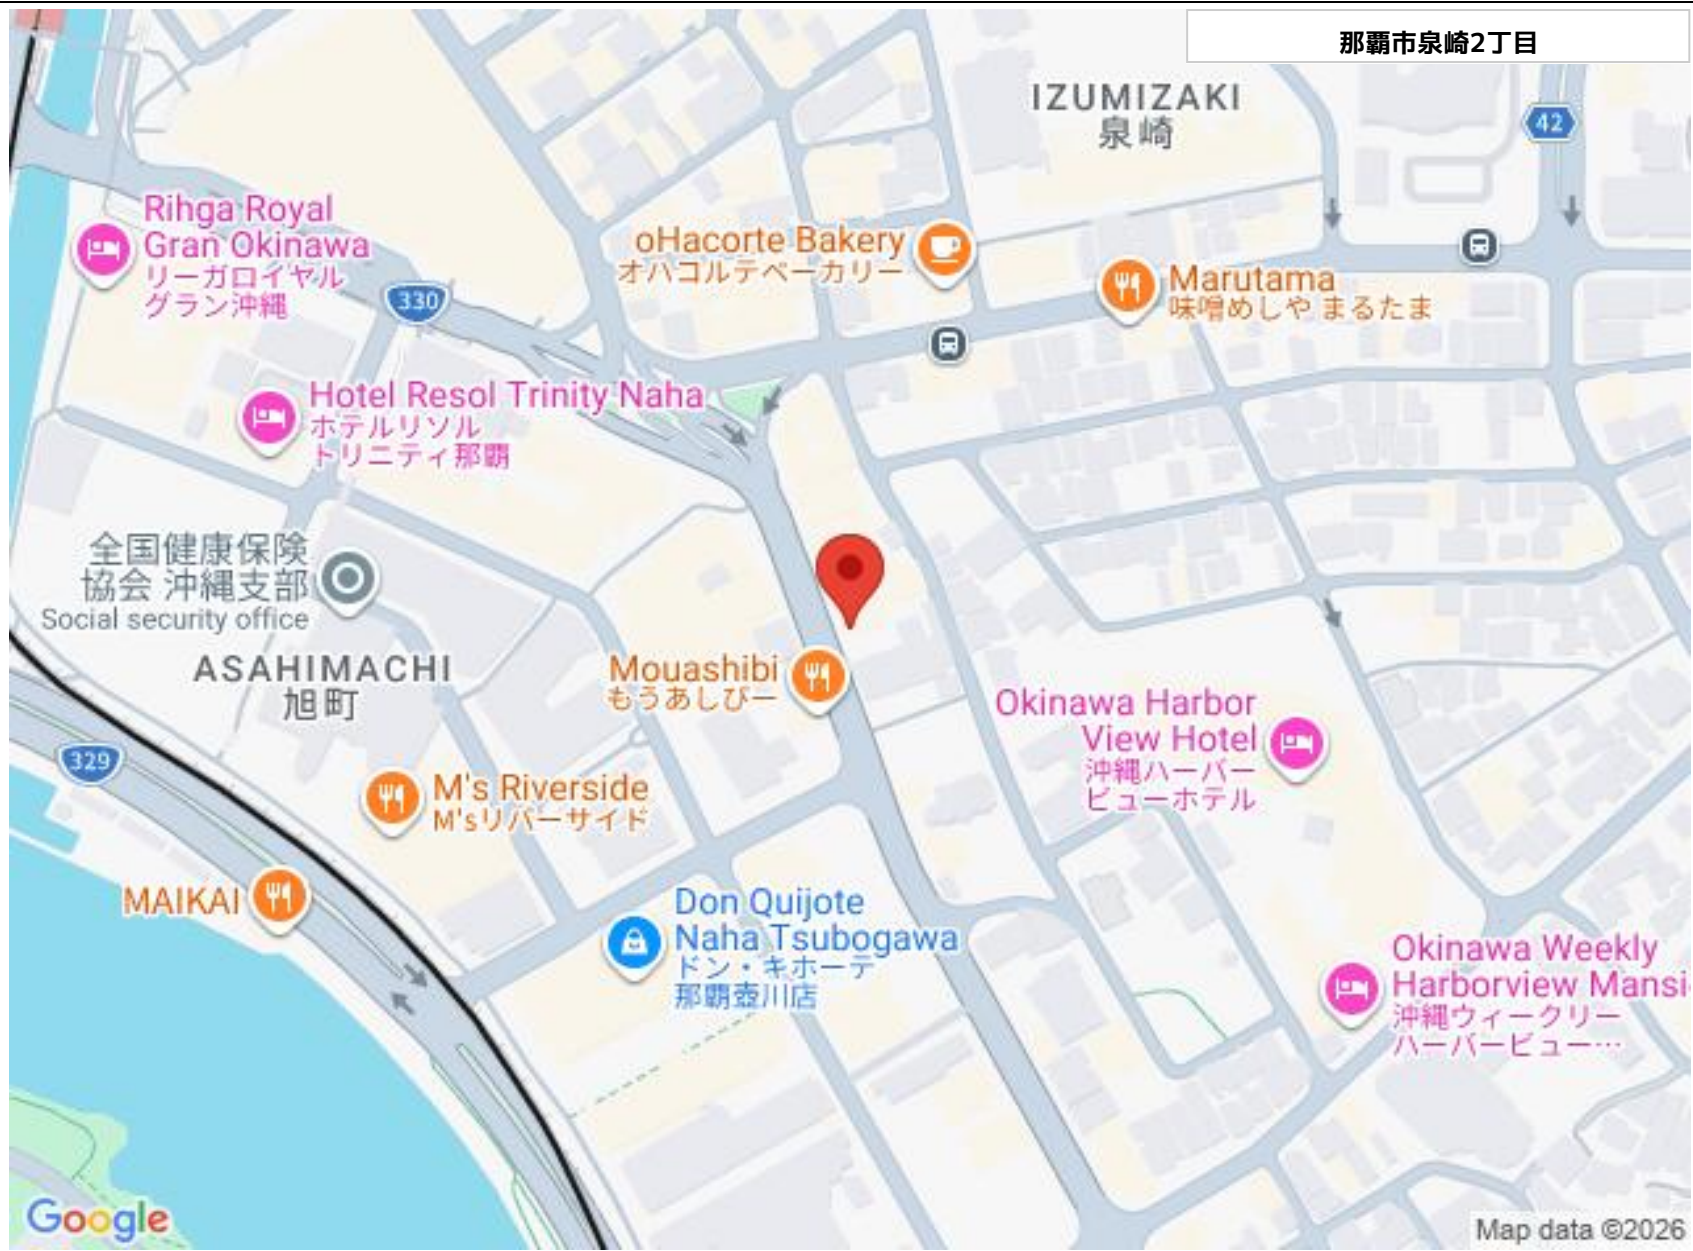 那覇市泉崎2丁目
IZUMIZAKI
泉崎
42
Rihga Royal
Gran Okinawa
リーガロイヤル
グラン沖縄
oHacorte Bakery
オハコルテベーカリー
Marutama
味噌めしや まるたま
330
Hotel Resol Trinity Naha
ホテルリソル
トリニティ那覇
全国健康保険
協会 沖縄支部
Social security office
ASAHIMACHI
旭町
Mouashibi
もうあしびー
Okinawa Harbor
View Hotel
沖縄ハーバー
ビューホテル
329
M's Riverside
M'sリバーサイド
MAIKAI
Don Quijote
Naha Tsubogawa
ドン・キホーテ
那覇壺川店
Okinawa Weekly
Harborview Mansi
沖縄ウィークリー
ハーバービュー…
Google
Map data ©2026